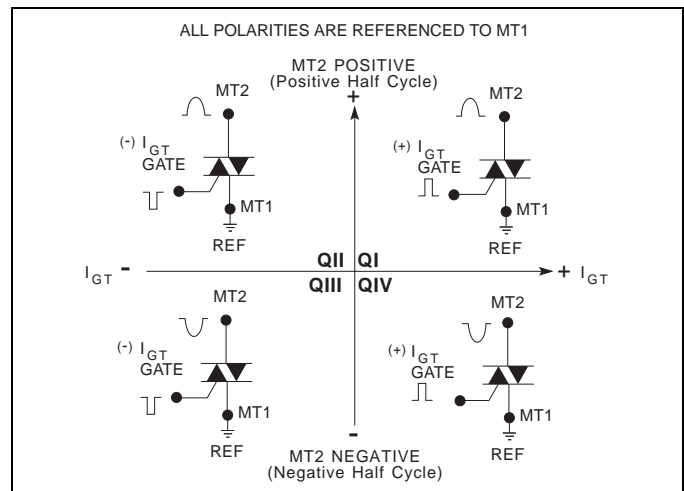 ALL POLARITIES ARE REFERENCED TO MT1
MT2 POSITIVE
(Positive Half Cycle)
+
MT2
(-) IGT
GATE
MT1
REF
MT2
(+) IGT
GATE
MT1
REF
IGT -
QII QI
QIII QIV
+ IGT
MT2
(-) IGT
GATE
MT1
REF
MT2
(+) IGT
GATE
MT1
REF
-
MT2 NEGATIVE
(Negative Half Cycle)